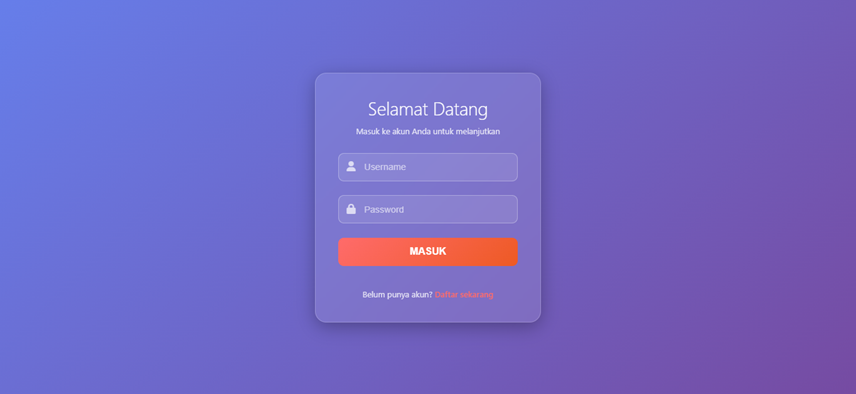 Selamat Datang
Masuk ke akun Anda untuk melanjutkan
Username
Password
MASUK
Belum punya akun? Daftar sekarang